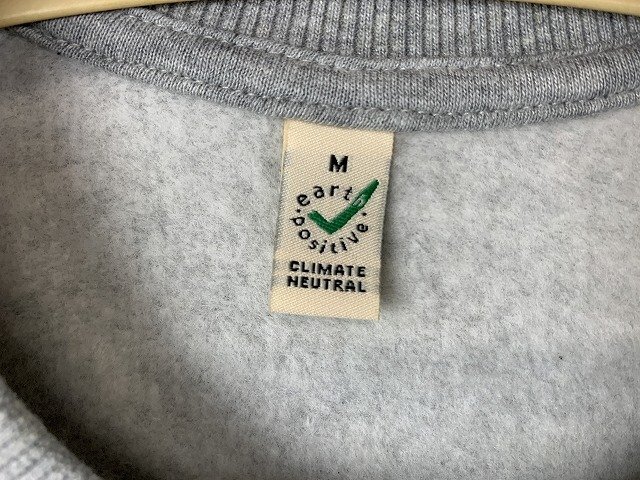 M
earth
positive
CLIMATE
NEUTRAL